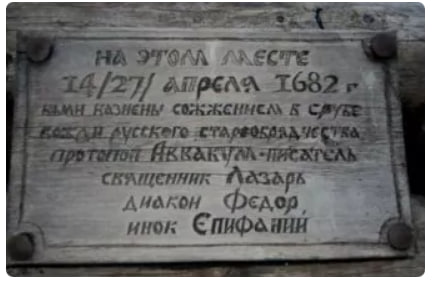 НА ЭТОМ МЕСТЕ
14/27/ АПРЕЛЯ 1682 г
были казнены сожжением в срубе
вожди русского старообрядчества
протопоп Аввакум-писатель
священник Лазарь
диакон Федор,
инок Епифаний